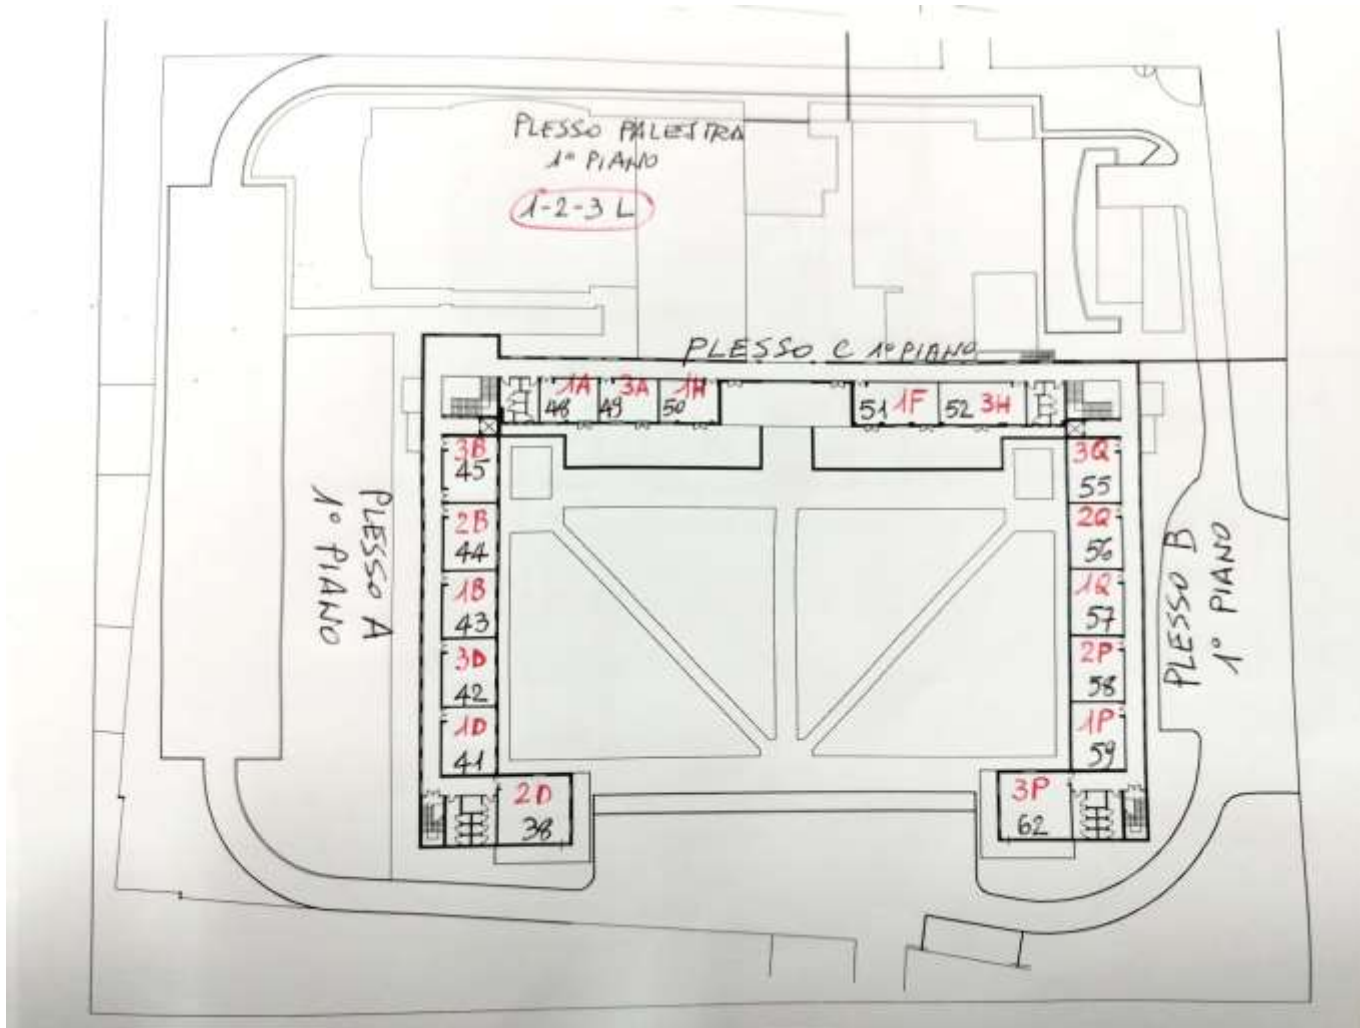 PLESSO PALESTRA
1° PIANO
1-2-3 L
PLESSO C 1° PIANO
1A
48
3A
49
1H
50
51 1F
52 3H
3B
45
2B
44
1B
43
3D
42
1D
41
2D
38
PLESSO A
1° PIANO
3Q
55
2Q
56
1Q
57
2P
58
1P
59
3P
62
PLESSO B
1° PIANO